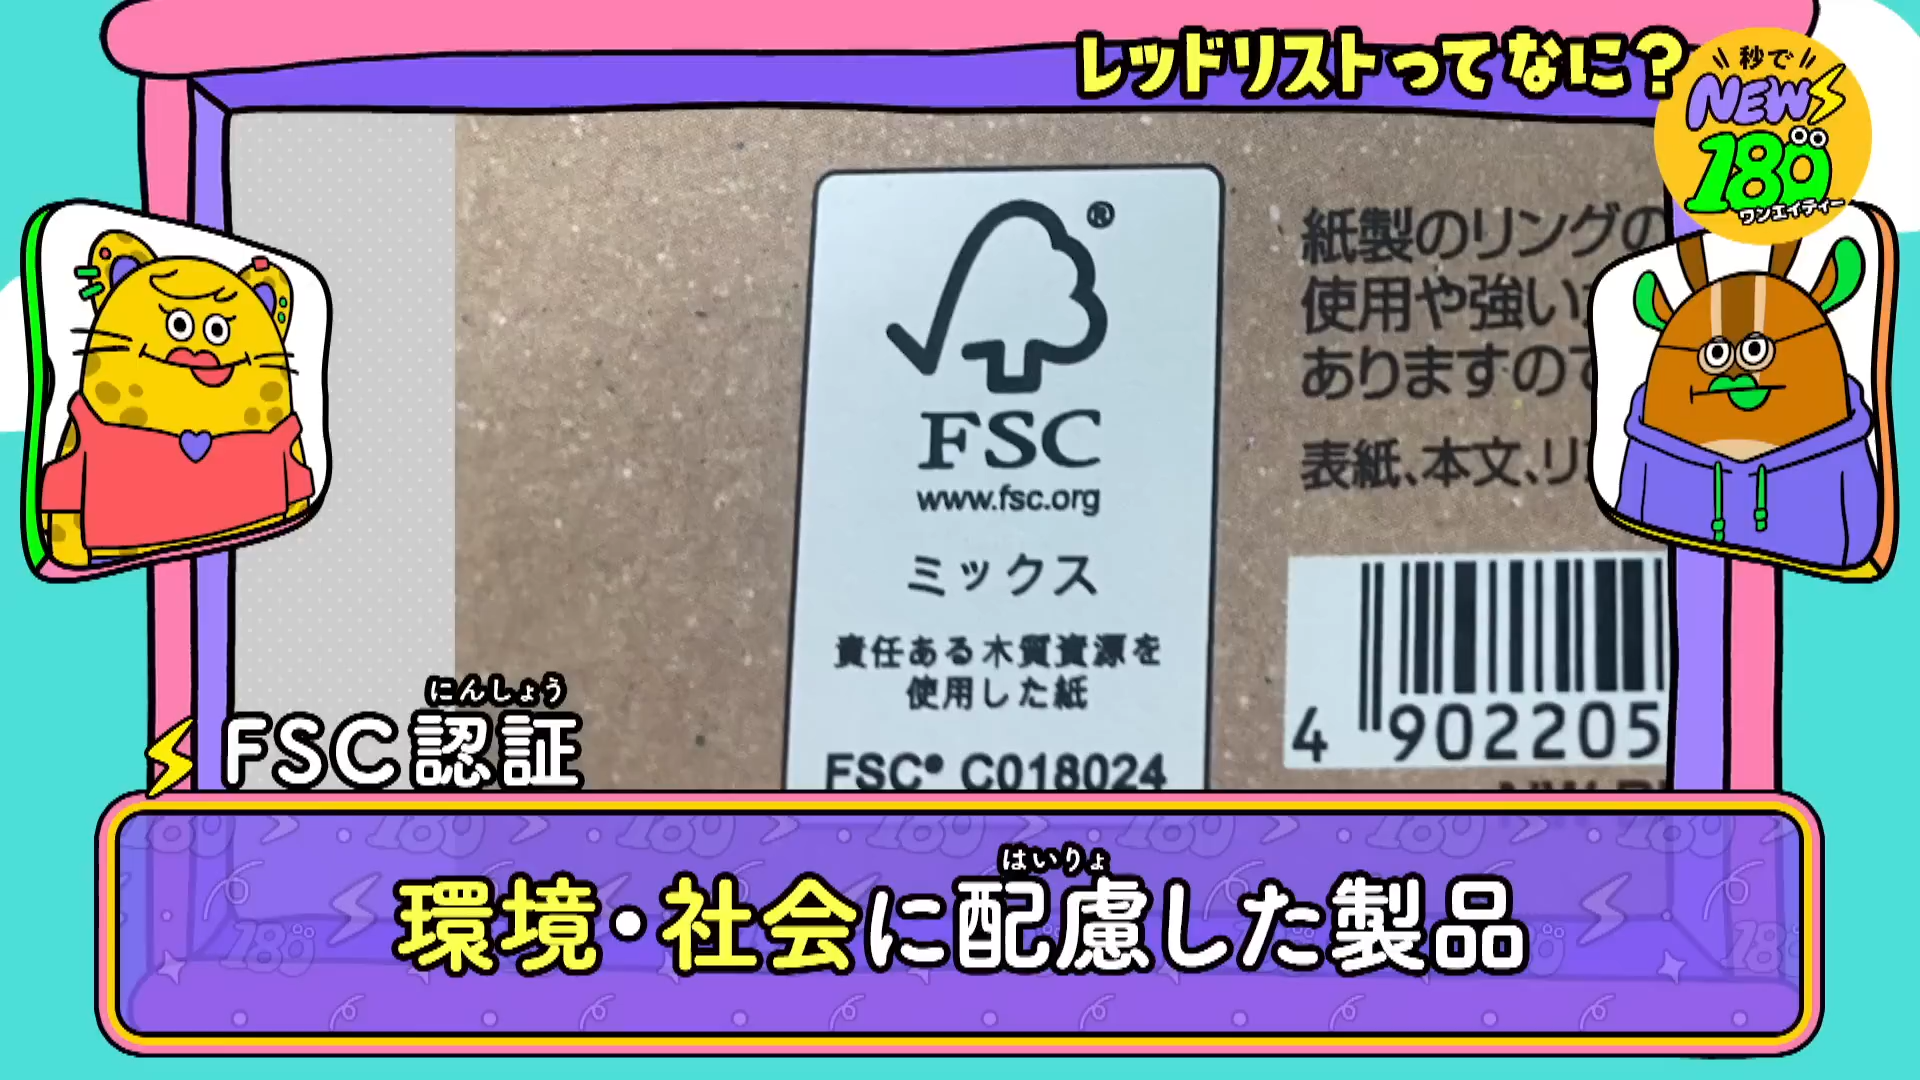 レッドリストってなに?
秒で
NEWS
180
ワンエイティー
®
FSC
www.fsc.org
ミックス
責任ある木質資源を
使用した紙
FSC® C018024
紙製のリングの
使用や強い
ありますので
表紙、本文、リ
4 902205
にんしょう
FSC認証
はいりょ
環境・社会に配慮した製品